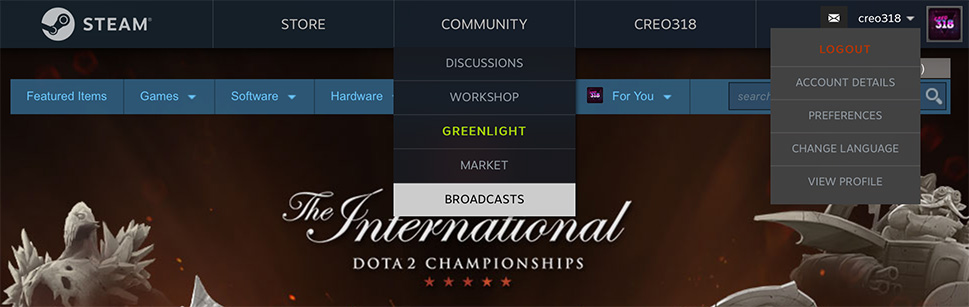 STEAM®
STORE
COMMUNITY
CREO318
creo318
DISCUSSIONS
WORKSHOP
GREENLIGHT
MARKET
BROADCASTS
LOGOUT
ACCOUNT DETAILS
PREFERENCES
CHANGE LANGUAGE
VIEW PROFILE
)
Featured Items
Games
Software
Hardware
For You
search
The International
DOTA 2 CHAMPIONSHIPS